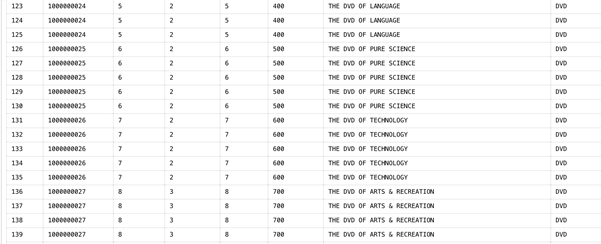 123 1000000024 5 2 5 400 THE DVD OF LANGUAGE DVD
124 1000000024 5 2 5 400 THE DVD OF LANGUAGE DVD
125 1000000024 5 2 5 400 THE DVD OF LANGUAGE DVD
126 1000000025 6 2 6 500 THE DVD OF PURE SCIENCE DVD
127 1000000025 6 2 6 500 THE DVD OF PURE SCIENCE DVD
128 1000000025 6 2 6 500 THE DVD OF PURE SCIENCE DVD
129 1000000025 6 2 6 500 THE DVD OF PURE SCIENCE DVD
130 1000000025 6 2 6 500 THE DVD OF PURE SCIENCE DVD
131 1000000026 7 2 7 600 THE DVD OF TECHNOLOGY DVD
132 1000000026 7 2 7 600 THE DVD OF TECHNOLOGY DVD
133 1000000026 7 2 7 600 THE DVD OF TECHNOLOGY DVD
134 1000000026 7 2 7 600 THE DVD OF TECHNOLOGY DVD
135 1000000026 7 2 7 600 THE DVD OF TECHNOLOGY DVD
136 1000000027 8 3 8 700 THE DVD OF ARTS & RECREATION DVD
137 1000000027 8 3 8 700 THE DVD OF ARTS & RECREATION DVD
138 1000000027 8 3 8 700 THE DVD OF ARTS & RECREATION DVD
139 1000000027 8 3 8 700 THE DVD OF ARTS & RECREATION DVD